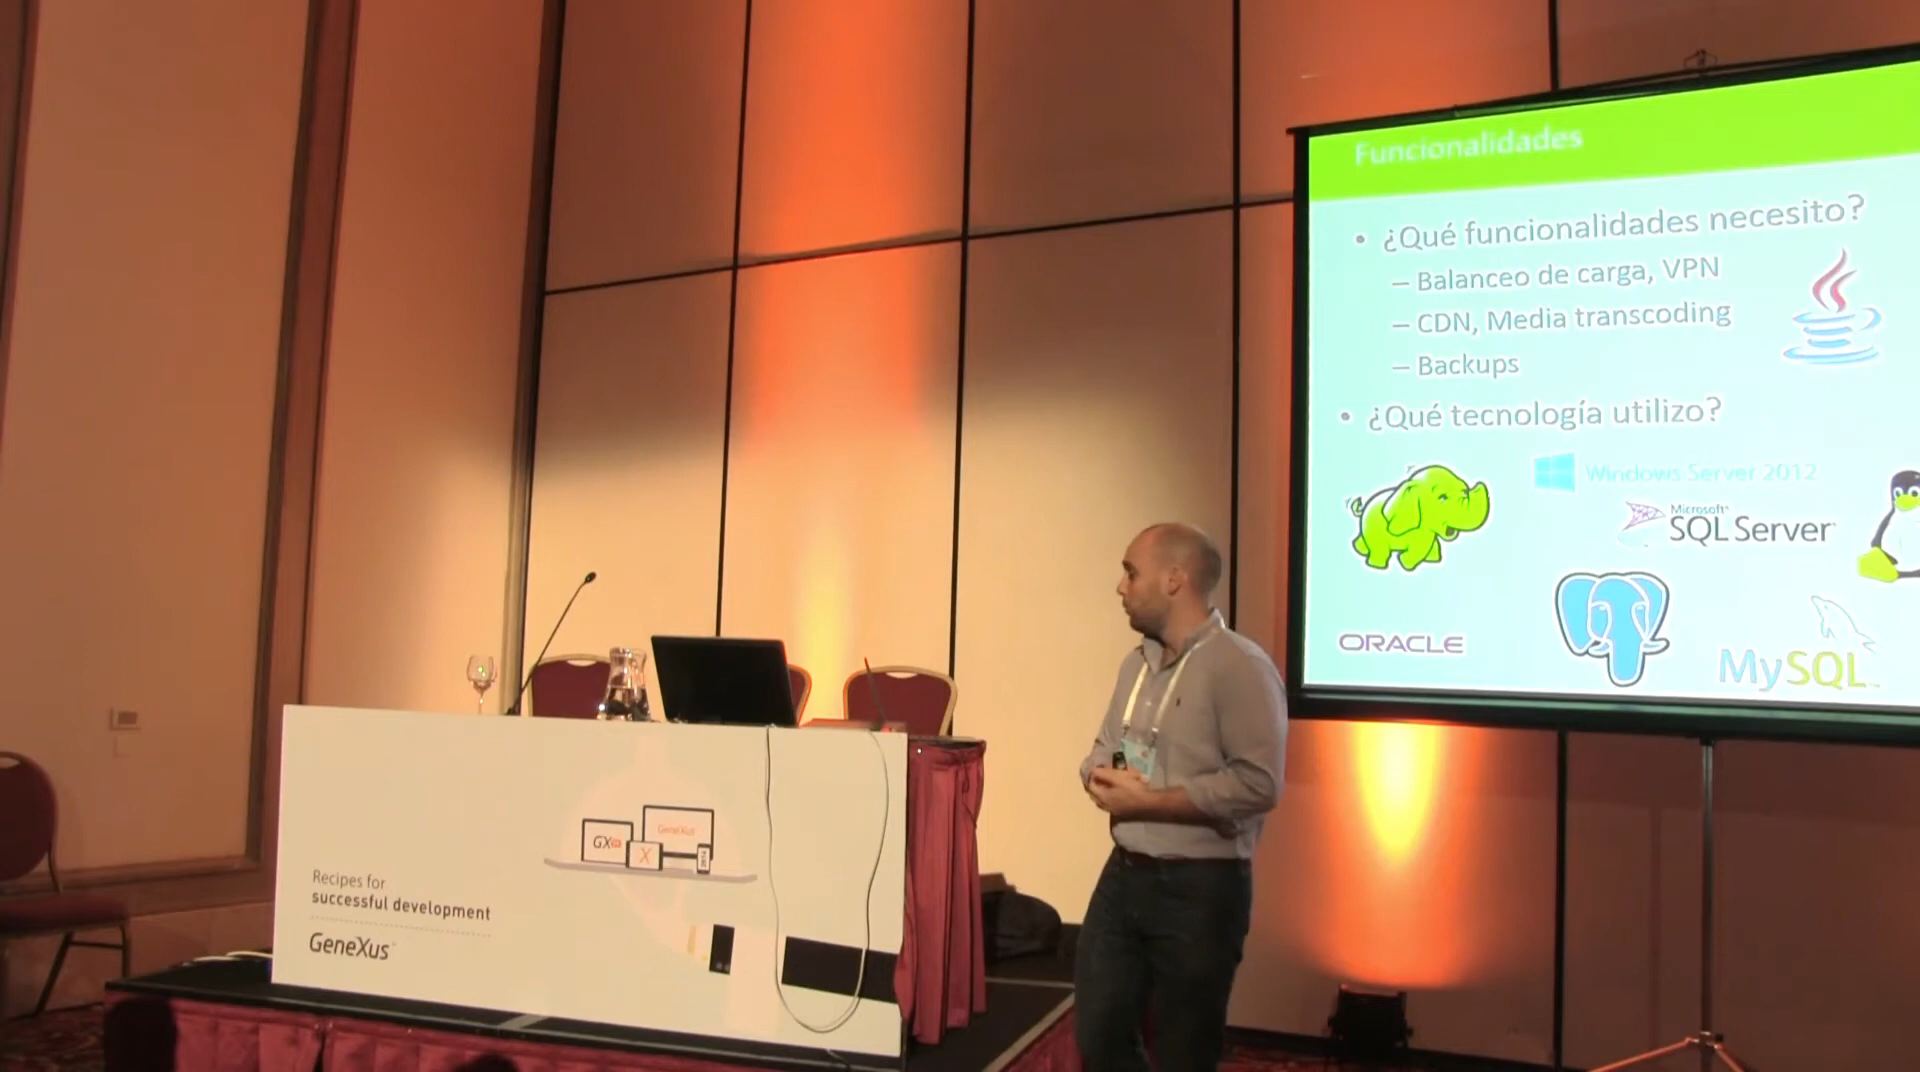 Funcionalidades
• ¿Qué funcionalidades necesito?
– Balanceo de carga, VPN
– CDN, Media transcoding
– Backups
• ¿Qué tecnología utilizo?
Windows Server 2012
Microsoft
SQL Server
ORACLE
MySQL
GeneXus
GX
X
Recipes for
successful development
GeneXus